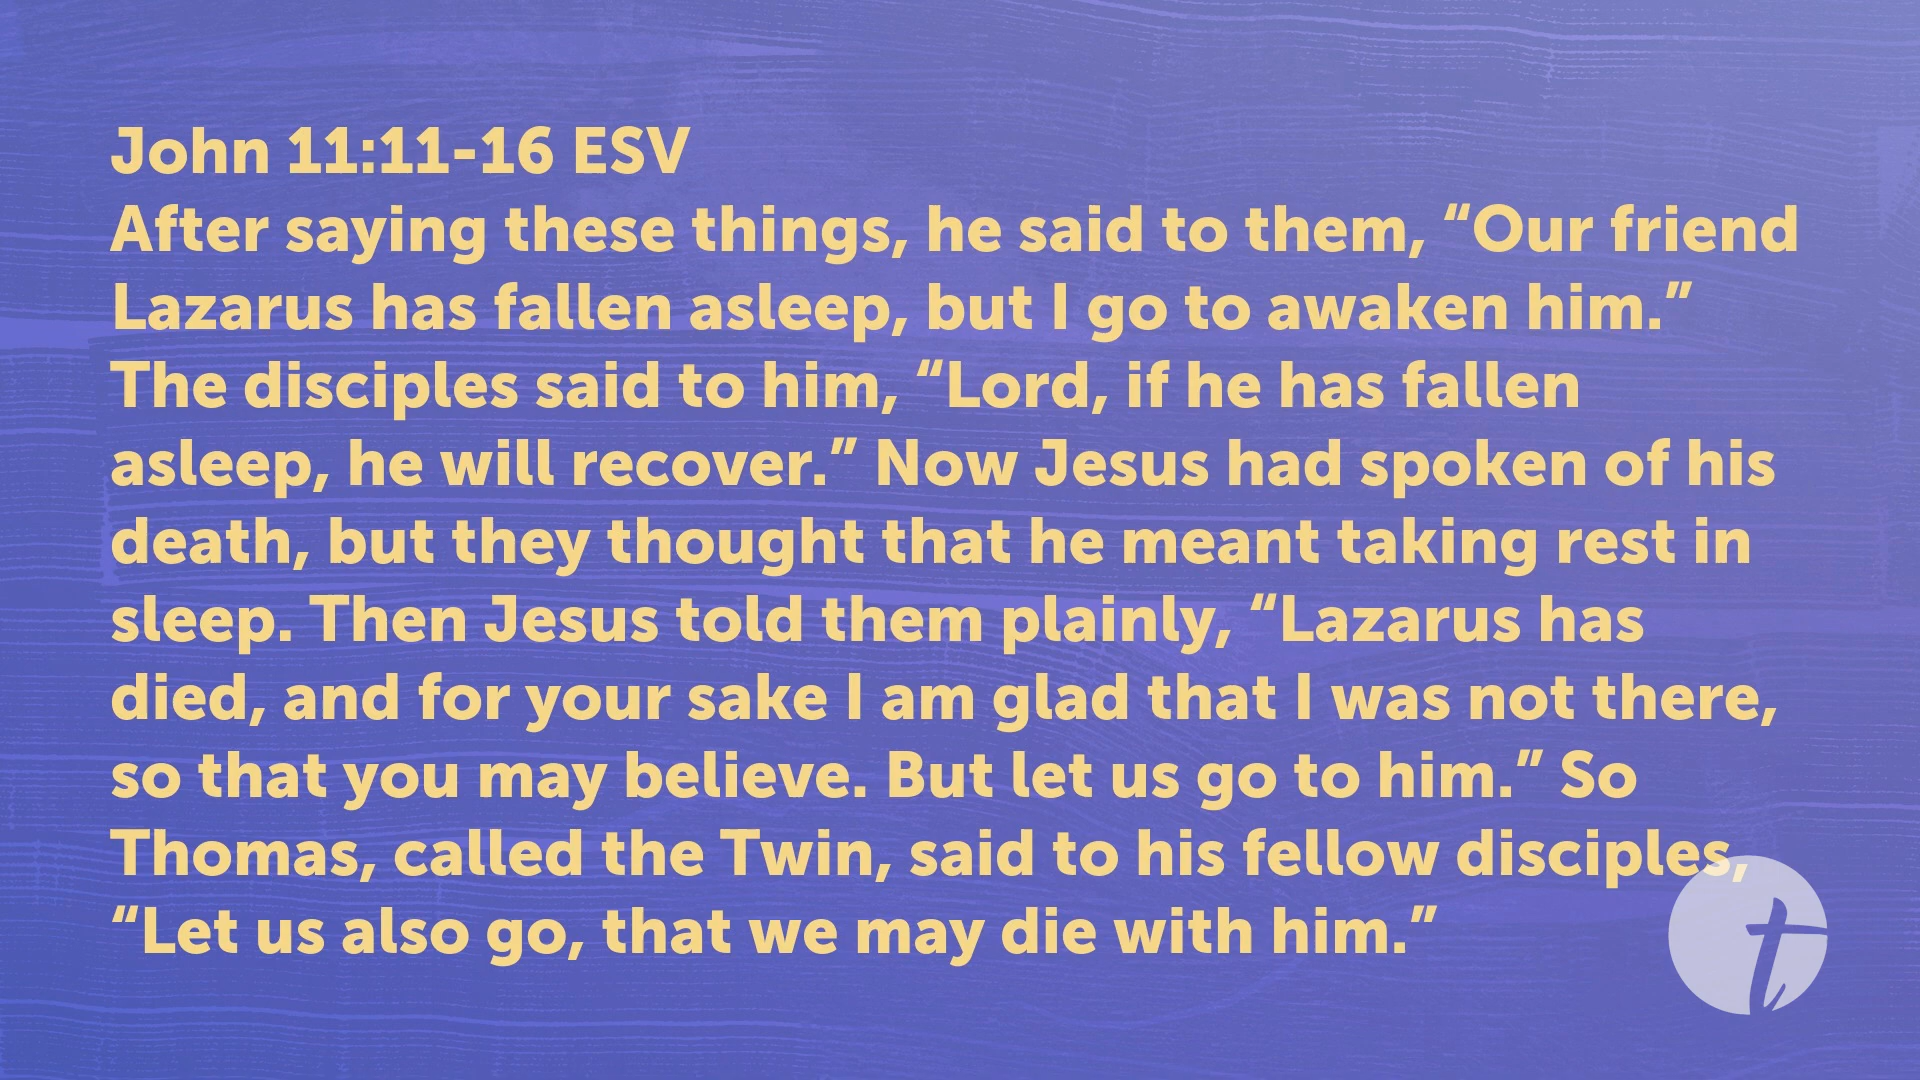 John 11:11-16 ESV
After saying these things, he said to them, “Our friend
Lazarus has fallen asleep, but I go to awaken him.”
The disciples said to him, “Lord, if he has fallen
asleep, he will recover.” Now Jesus had spoken of his
death, but they thought that he meant taking rest in
sleep. Then Jesus told them plainly, “Lazarus has
died, and for your sake I am glad that I was not there,
so that you may believe. But let us go to him.” So
Thomas, called the Twin, said to his fellow disciples,
“Let us also go, that we may die with him.”